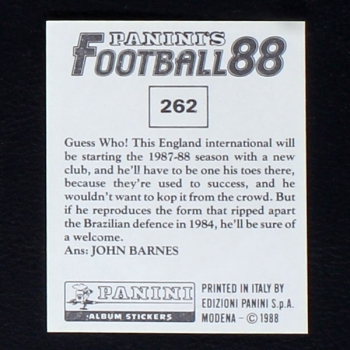 PANINI'S
FOOTBALL 88
262
Guess Who! This England international will
be starting the 1987-88 season with a new
club, and he'll have to be one his toes there,
because they're used to success, and he
wouldn't want to kop it from the crowd. But
if he reproduces the form that ripped apart
the Brazilian defence in 1984, he'll be sure of
a welcome.
Ans: JOHN BARNES
PANINI
ALBUM STICKERS
PRINTED IN ITALY BY
EDIZIONI PANINI S.p.A.
MODENA - © 1988